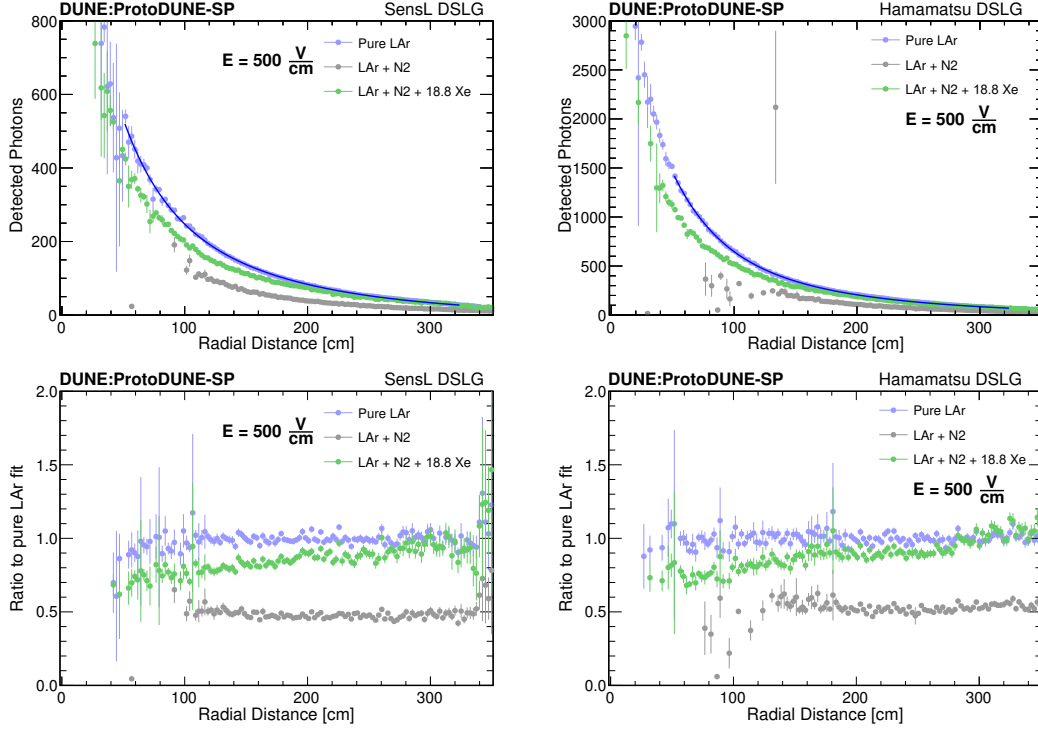 DUNE:ProtoDUNE-SP SensL DSLG
Detected Photons
800
600
400
200
0
E = 500 V/cm
Pure LAr
LAr + N2
LAr + N2 + 18.8 Xe
0 100 200 300
Radial Distance [cm]
DUNE:ProtoDUNE-SP Hamamatsu DSLG
Detected Photons
3000
2500
2000
1500
1000
500
0
Pure LAr
LAr + N2
LAr + N2 + 18.8 Xe
E = 500 V/cm
0 100 200 300
Radial Distance [cm]
DUNE:ProtoDUNE-SP SensL DSLG
Ratio to pure LAr fit
2.0
1.5
1.0
0.5
0.0
E = 500 V/cm
Pure LAr
LAr + N2
LAr + N2 + 18.8 Xe
0 100 200 300
Radial Distance [cm]
DUNE:ProtoDUNE-SP Hamamatsu DSLG
Ratio to pure LAr fit
2.0
1.5
1.0
0.5
0.0
Pure LAr
LAr + N2
LAr + N2 + 18.8 Xe
E = 500 V/cm
0 100 200 300
Radial Distance [cm]